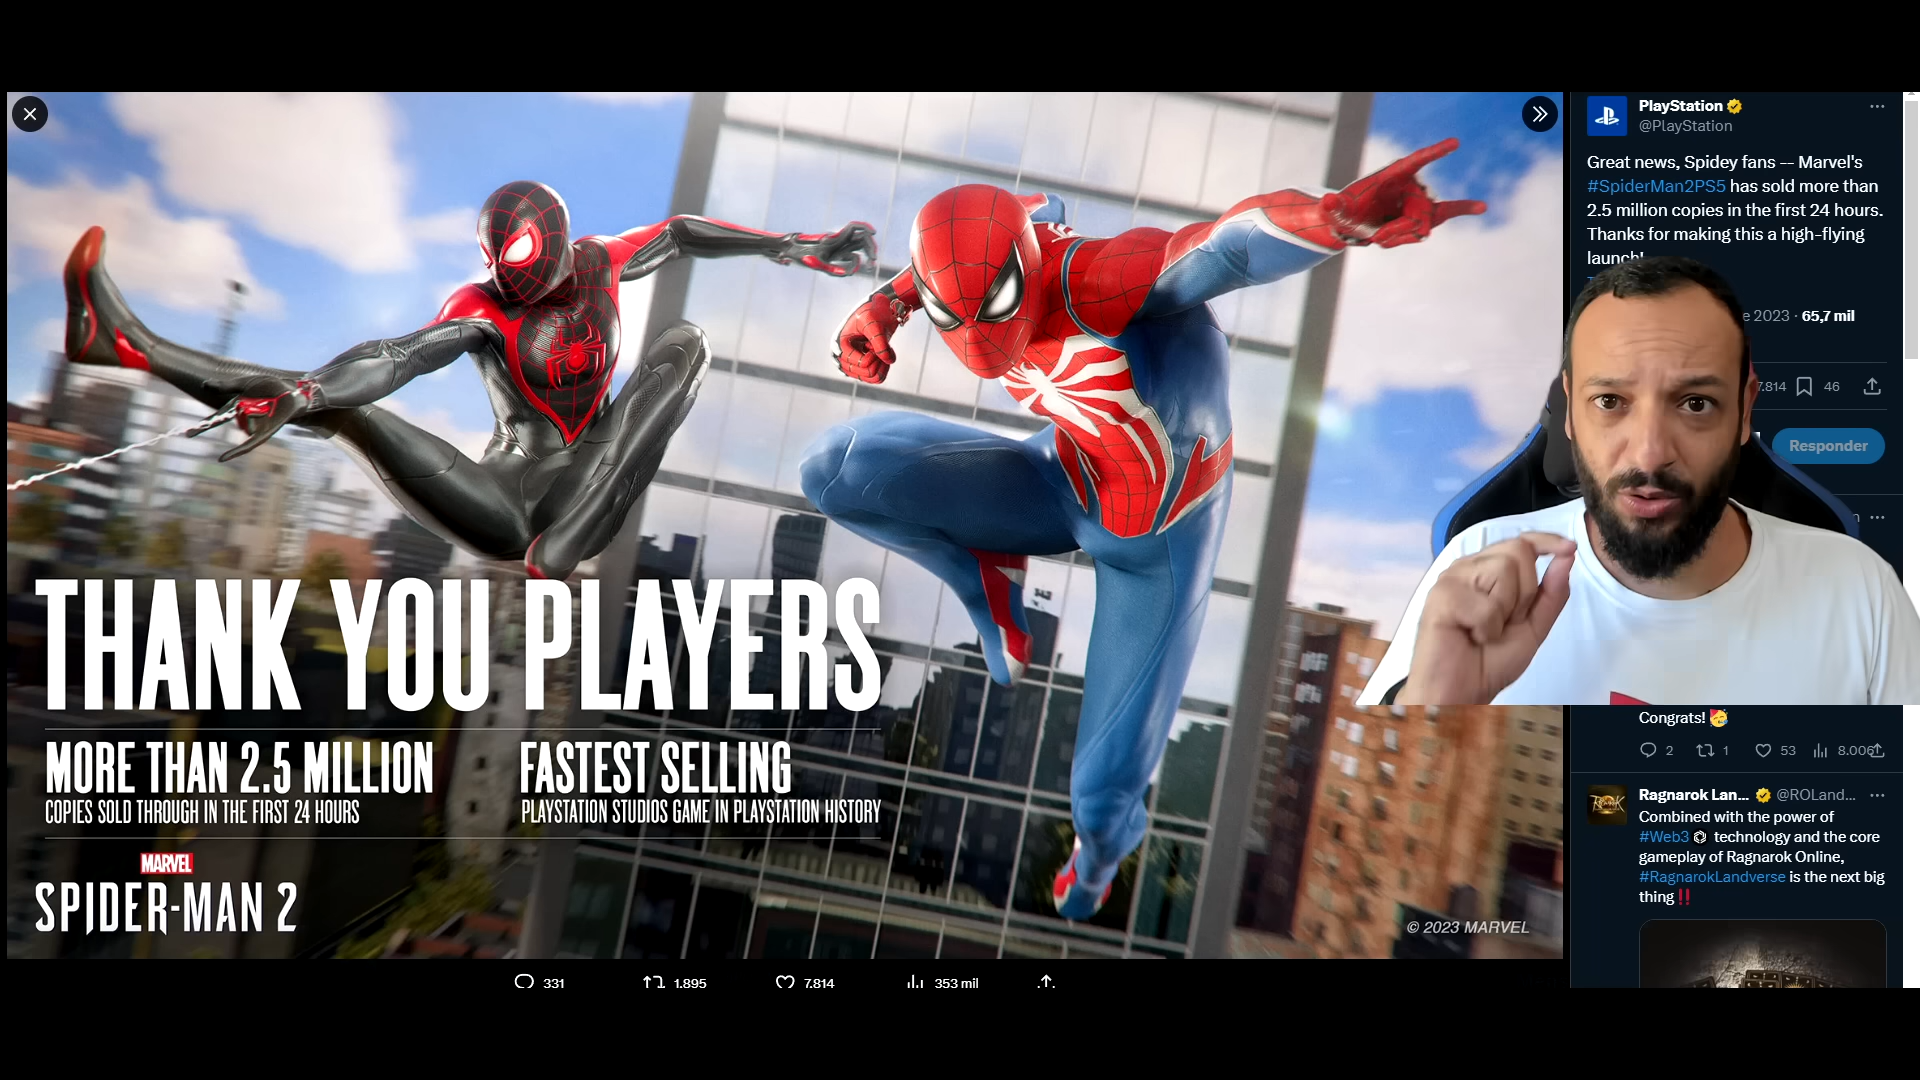 THANK YOU PLAYERS
MORE THAN 2.5 MILLION
COPIES SOLD THROUGH IN THE FIRST 24 HOURS
FASTEST SELLING
PLAYSTATION STUDIOS GAME IN PLAYSTATION HISTORY
MARVEL
SPIDER-MAN 2
© 2023 MARVEL
331
1.895
7.814
353 mil
PlayStation
@PlayStation
Great news, Spidey fans -- Marvel's
#SpiderMan2PS5 has sold more than
2.5 million copies in the first 24 hours.
Thanks for making this a high-flying
launch!
2023 · 65,7 mil
7.814
46
Responder
Congrats!
2
1
53
8.006
Ragnarok Lan... @ROLand...
Combined with the power of
#Web3 technology and the core
gameplay of Ragnarok Online,
#RagnarokLandverse is the next big
thing‼